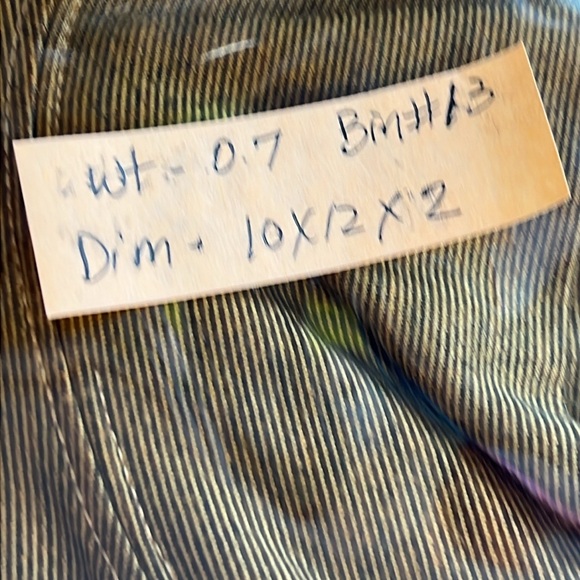 Wt - 0.7 Bin# 13
Dim - 10X12X2